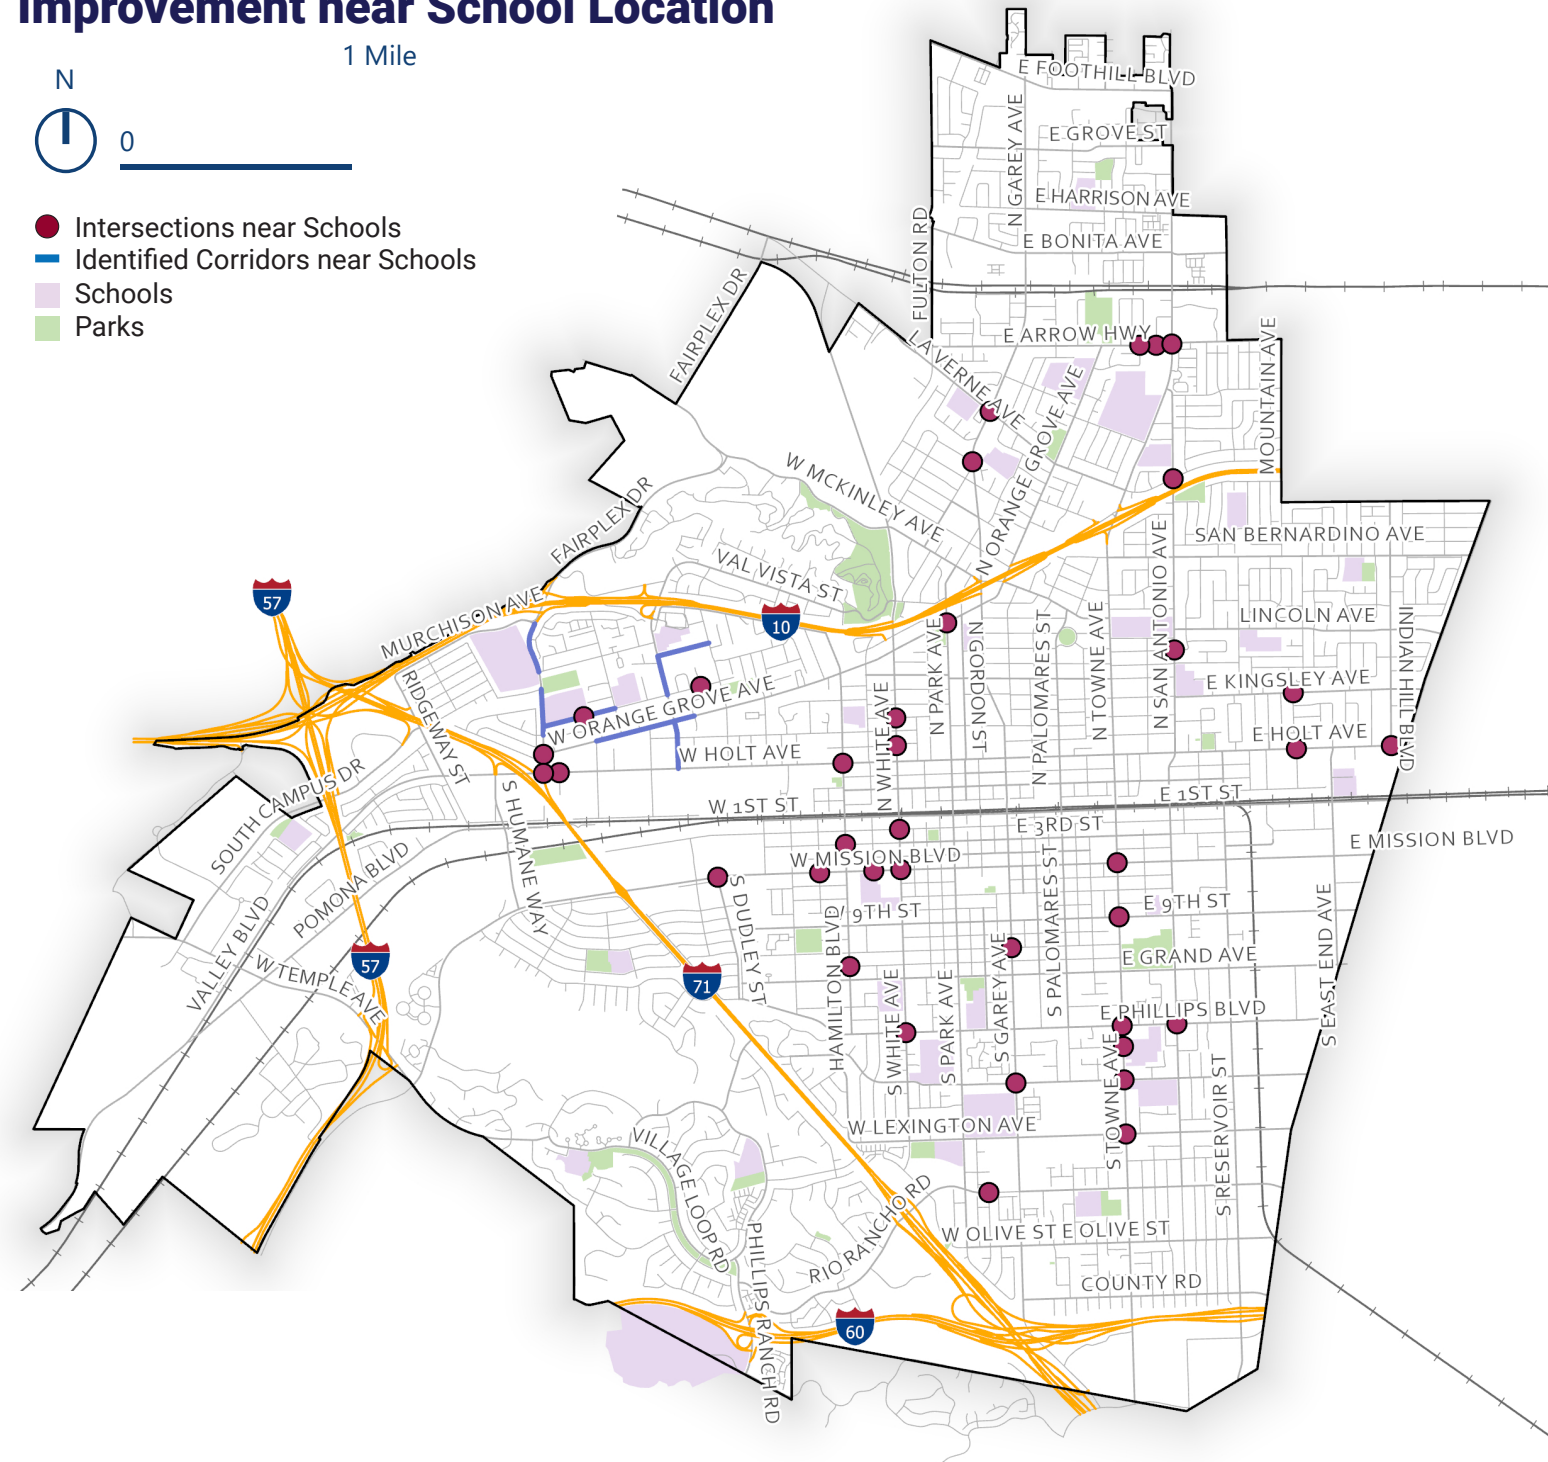 Improvement near School Location
1 Mile
N
0
Intersections near Schools
Identified Corridors near Schools
Schools
Parks
E FOOTHILL BLVD
N GAREY AVE
E GROVE ST
E HARRISON AVE
E BONITA AVE
FULTON RD
FAIRPLEX DR
E ARROW HWY
LA VERNE AVE
MOUNTAIN AVE
N ORANGE GROVE AVE
W MCKINLEY AVE
FAIRPLEX DR
SAN BERNARDINO AVE
VAL VISTA ST
57
MURCHISON AVE
10
LINCOLN AVE
N SAN ANTONIO AVE
N TOWNE AVE
N PALOMARES ST
N GORDON ST
N PARK AVE
INDIAN HILL BLVD
E KINGSLEY AVE
RIDGEWAY ST
W ORANGE GROVE AVE
N WHITE AVE
W HOLT AVE
E HOLT AVE
SOUTH CAMPUS DR
S HUMANE WAY
W 1ST ST
E 1ST ST
E 3RD ST
E MISSION BLVD
W MISSION BLVD
POMONA BLVD
VALLEY BLVD
S DUDLEY ST
W 9TH ST
E 9TH ST
HAMILTON BLVD
S PALOMARES ST
S EAST END AVE
57
W TEMPLE AVE
71
E GRAND AVE
S GAREY AVE
S WHITE AVE
S PARK AVE
E PHILLIPS BLVD
S TOWNE AVE
S RESERVOIR ST
W LEXINGTON AVE
VILLAGE LOOP RD
RIO RANCHO RD
W OLIVE ST E OLIVE ST
COUNTY RD
PHILLIPS RANCH RD
60